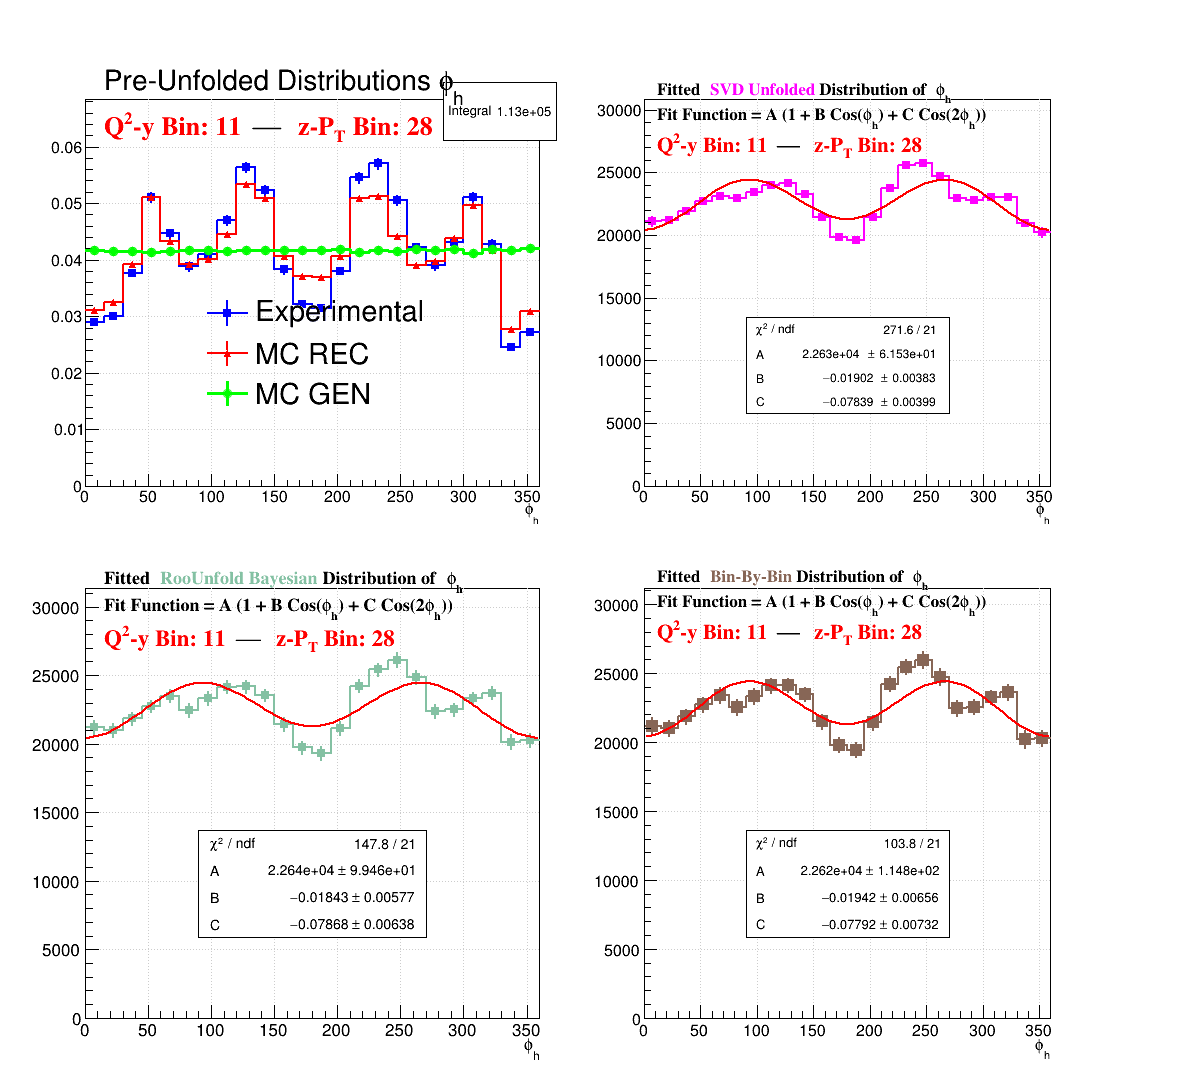 Pre-Unfolded Distributions ϕh
Integral 1.13e+05
Q²-y Bin: 11 — z-PT Bin: 28
0.06
0.05
0.04
0.03
0.02
0.01
0
Experimental
MC REC
MC GEN
0 50 100 150 200 250 300 350
ϕh
Fitted SVD Unfolded Distribution of ϕh
Fit Function = A (1 + B Cos(ϕh) + C Cos(2ϕh))
Q²-y Bin: 11 — z-PT Bin: 28
30000
25000
20000
15000
10000
5000
0
χ² / ndf 271.6 / 21
A 2.263e+04 ± 6.153e+01
B −0.01902 ± 0.00383
C −0.07839 ± 0.00399
0 50 100 150 200 250 300 350
ϕh
Fitted RooUnfold Bayesian Distribution of ϕh
Fit Function = A (1 + B Cos(ϕh) + C Cos(2ϕh))
Q²-y Bin: 11 — z-PT Bin: 28
30000
25000
20000
15000
10000
5000
0
χ² / ndf 147.8 / 21
A 2.264e+04 ± 9.946e+01
B −0.01843 ± 0.00577
C −0.07868 ± 0.00638
0 50 100 150 200 250 300 350
ϕh
Fitted Bin-By-Bin Distribution of ϕh
Fit Function = A (1 + B Cos(ϕh) + C Cos(2ϕh))
Q²-y Bin: 11 — z-PT Bin: 28
30000
25000
20000
15000
10000
5000
0
χ² / ndf 103.8 / 21
A 2.262e+04 ± 1.148e+02
B −0.01942 ± 0.00656
C −0.07792 ± 0.00732
0 50 100 150 200 250 300 350
ϕh